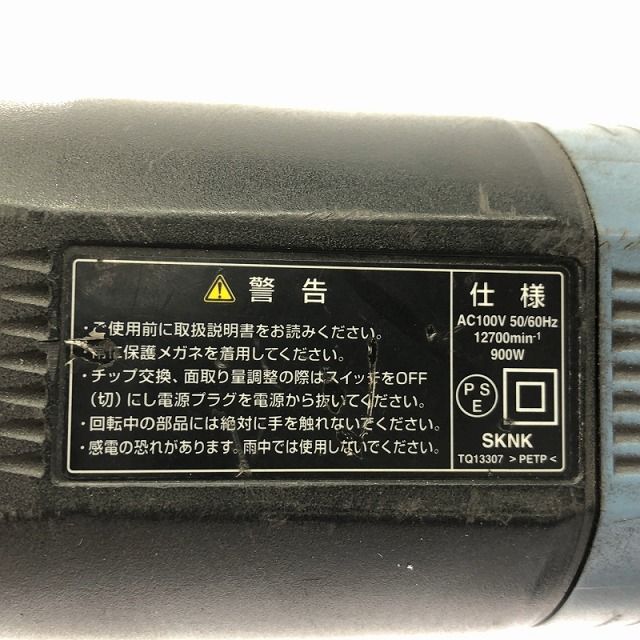 警告
・ご使用前に取扱説明書をお読みください。
・常に保護メガネを着用してください。
・チップ交換、面取り量調整の際はスイッチをOFF
(切)にし電源プラグを電源から抜いてください。
・回転中の部品には絶対に手を触れないでください。
・感電の恐れがあります。雨中では使用しないでください。
仕様
AC100V 50/60Hz
12700min-1
900W
PSE
SKNK
TQ13307 >PETP<